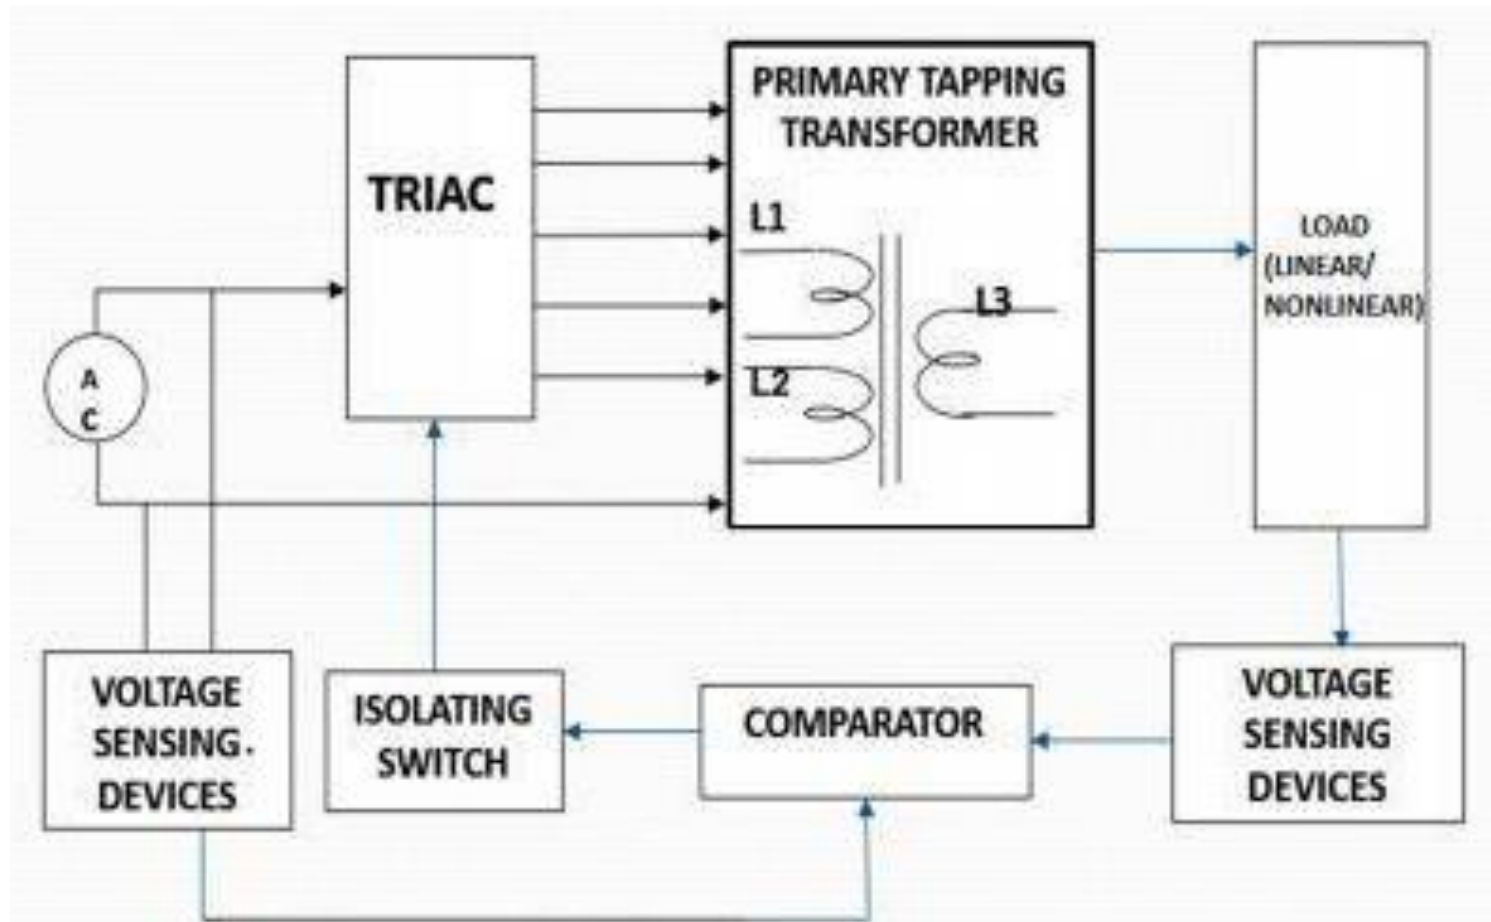 PRIMARY TAPPING
TRANSFORMER
TRIAC
L1
LOAD
(LINEAR/
NONLINEAR)
L3
A
C
L2
VOLTAGE
SENSING.
DEVICES
ISOLATING
SWITCH
COMPARATOR
VOLTAGE
SENSING
DEVICES